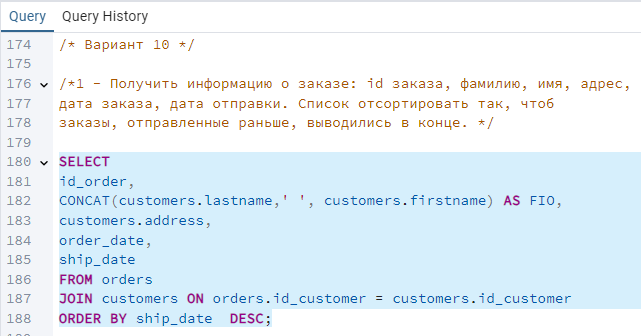 Query Query History
174 /* Вариант 10 */
175
176 /*1 - Получить информацию о заказе: id заказа, фамилию, имя, адрес,
177 дата заказа, дата отправки. Список отсортировать так, чтоб
178 заказы, отправленные раньше, выводились в конце. */
179
180 SELECT
181 id_order,
182 CONCAT(customers.lastname,' ', customers.firstname) AS FIO,
183 customers.address,
184 order_date,
185 ship_date
186 FROM orders
187 JOIN customers ON orders.id_customer = customers.id_customer
188 ORDER BY ship_date  DESC;